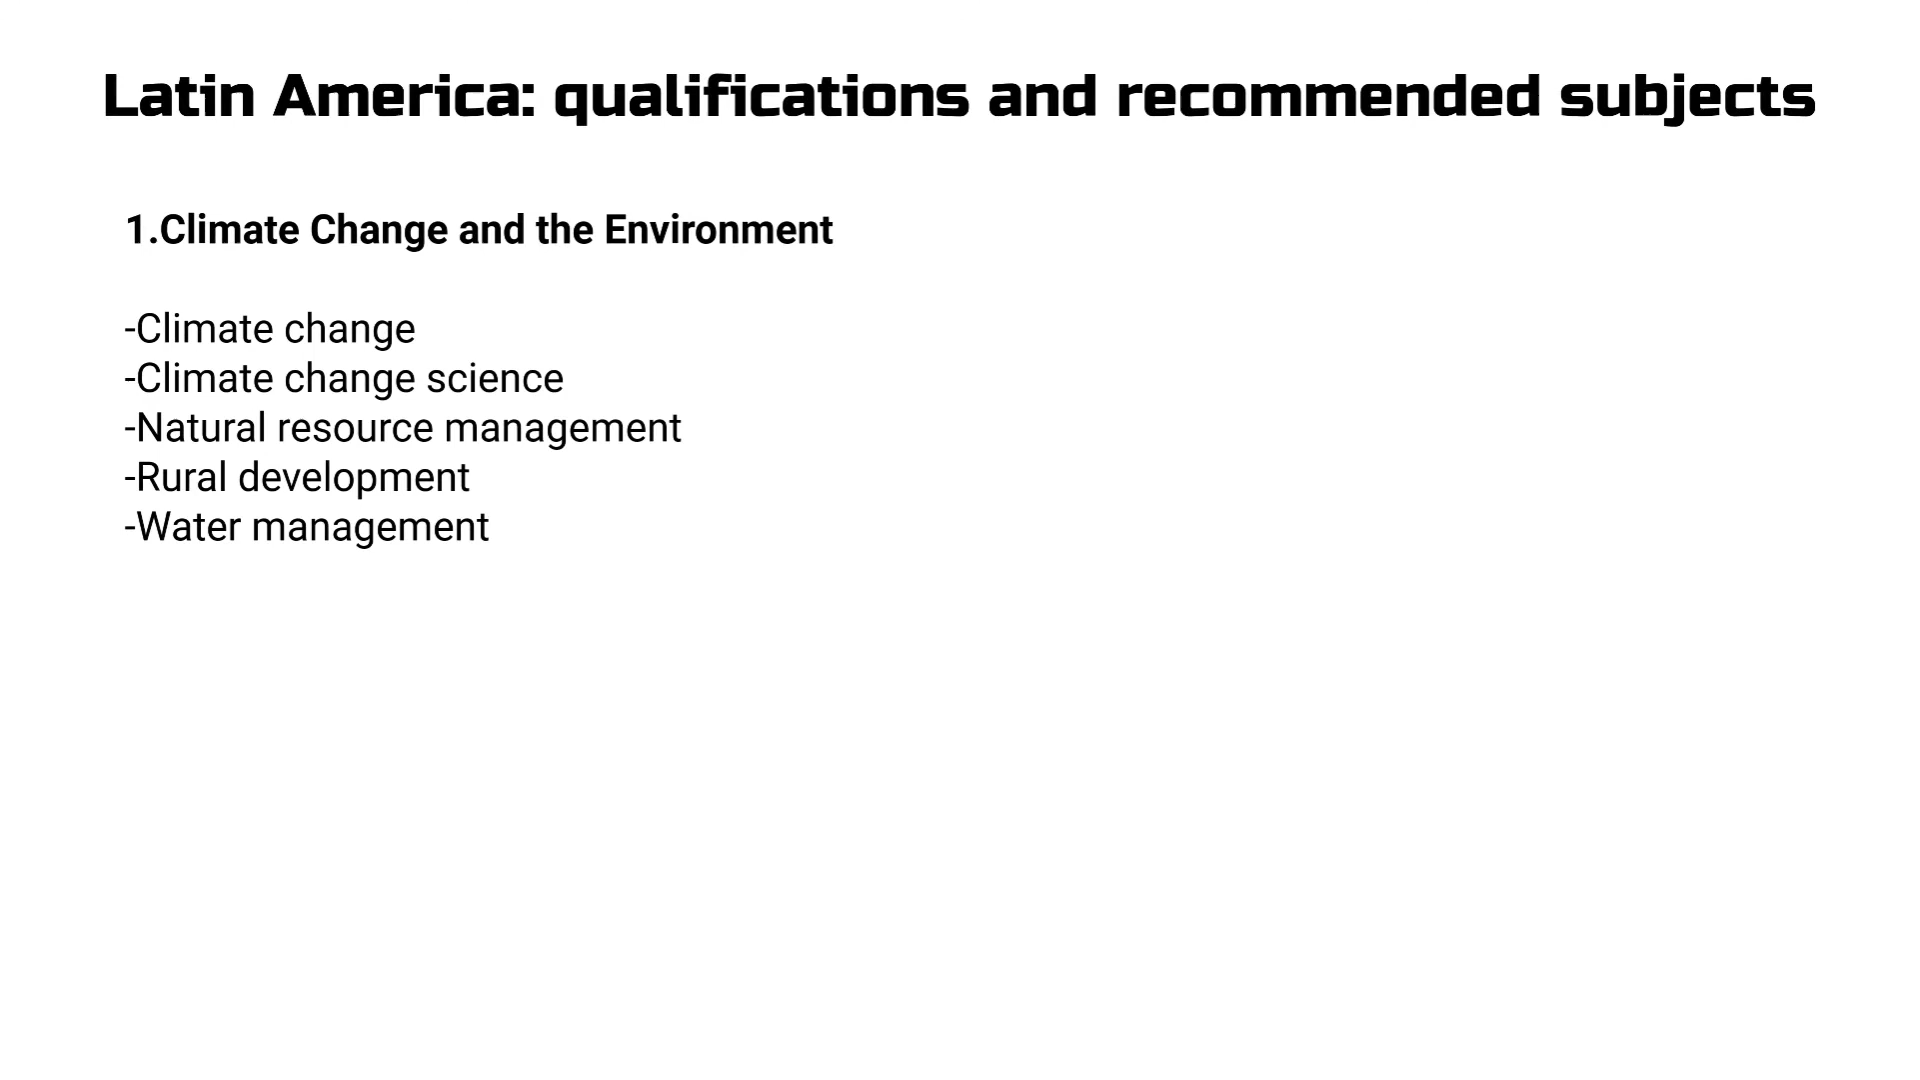 Latin America: qualifications and recommended subjects
1.Climate Change and the Environment
-Climate change
-Climate change science
-Natural resource management
-Rural development
-Water management